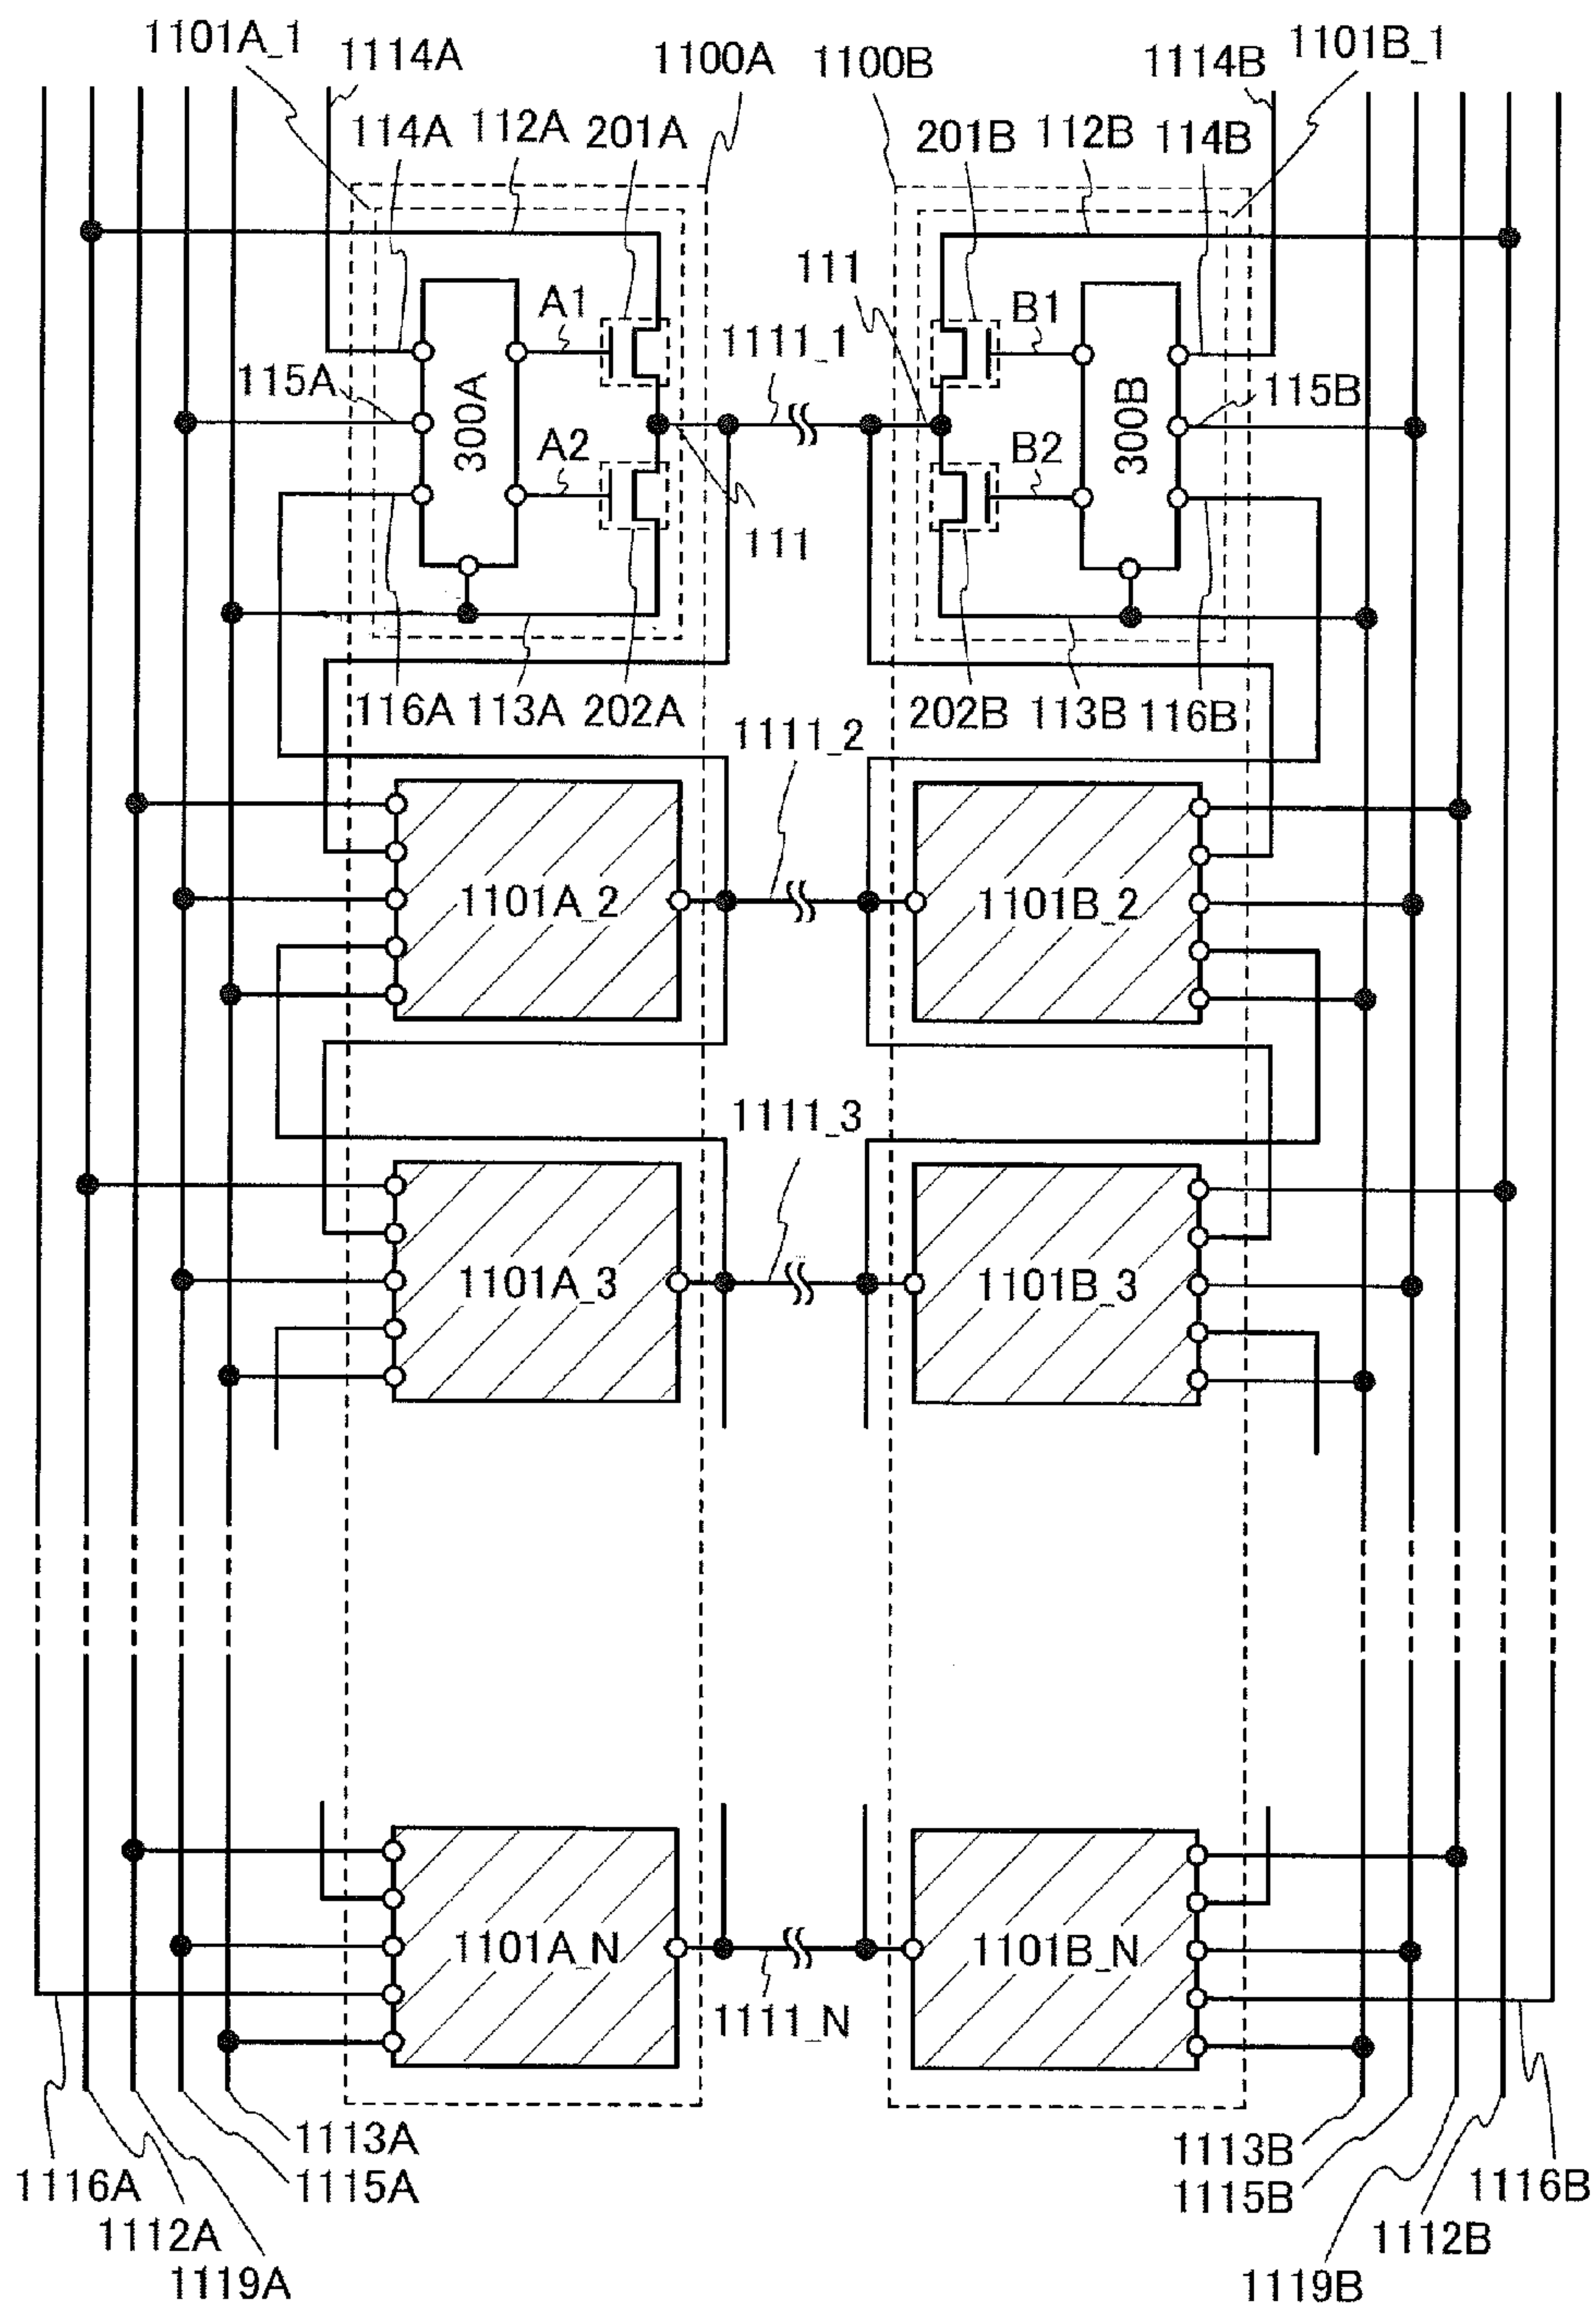 1101A_1 1114A 1100A 1100B 1114B 1101B_1
114A 112A 201A 201B 112B 114B
111
A1 1111_1 B1
115A 300A 300B 115B
A2 B2
111
116A 113A 202A 202B 113B 116B
1111_2
1101A_2 1101B_2
1111_3
1101A_3 1101B_3
1101A_N 1101B_N
1111_N
1113A 1113B
1116A 1115A 1115B 1116B
1112A 1112B
1119A 1119B